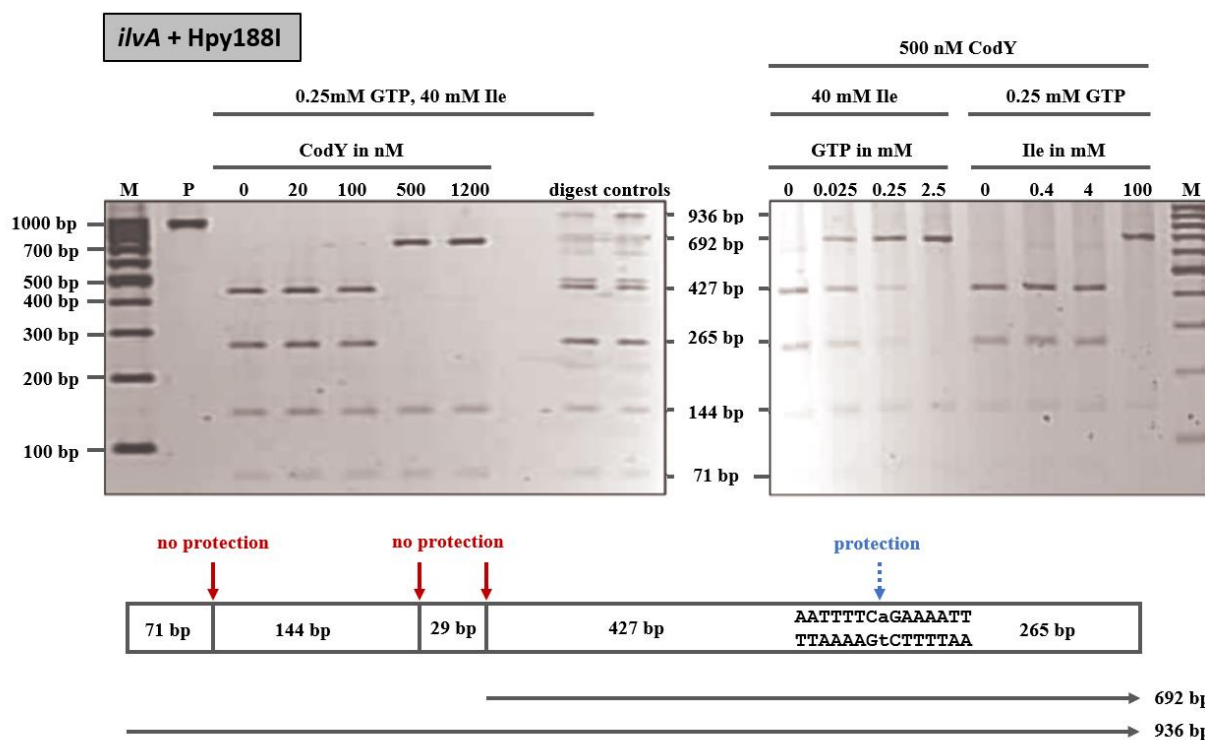 ilvA + Hpy188I
500 nM CodY
0.25mM GTP, 40 mM Ile
40 mM Ile 0.25 mM GTP
CodY in nM
GTP in mM Ile in mM
M P 0 20 100 500 1200 digest controls
0 0.025 0.25 2.5 0 0.4 4 100 M
1000 bp
700 bp
500 bp
400 bp
300 bp
200 bp
100 bp
936 bp
692 bp
427 bp
265 bp
144 bp
71 bp
no protection no protection protection
71 bp 144 bp 29 bp 427 bp
AATTTTCaGAAAATT
TTAAAAGtCTTTTAA
265 bp
692 bp
936 bp